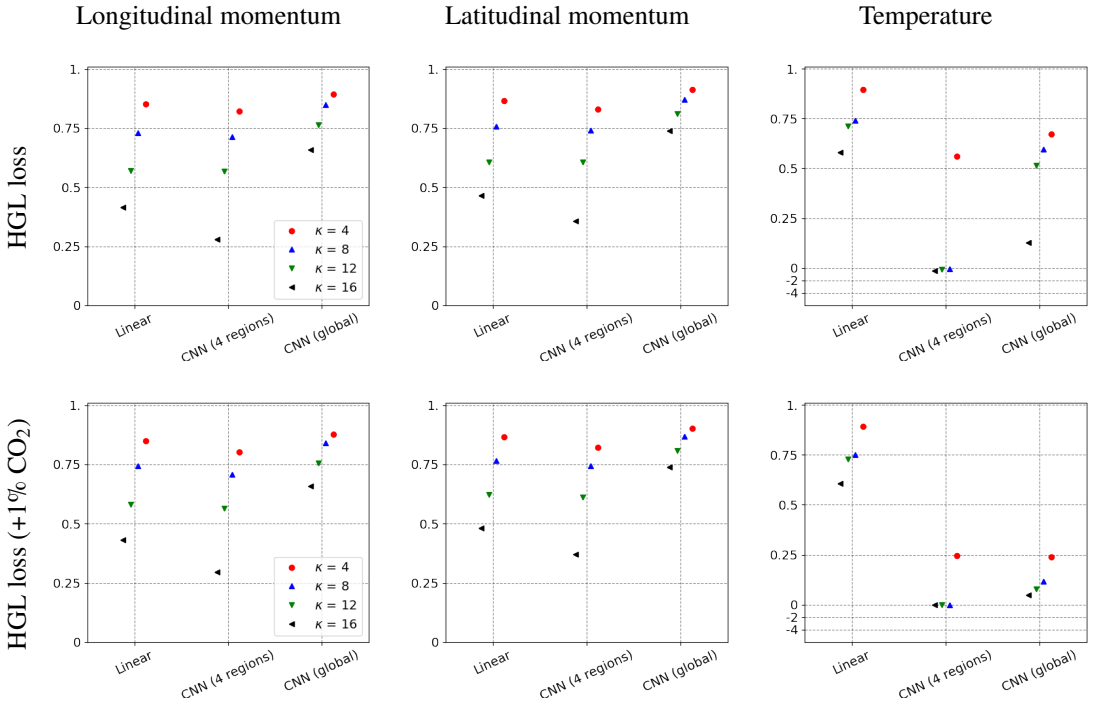 Longitudinal momentum
Latitudinal momentum
Temperature
HGL loss
1.
0.75
0.5
0.25
0
κ = 4
κ = 8
κ = 12
κ = 16
Linear
CNN (4 regions)
CNN (global)
1.
0.75
0.5
0.25
0
Linear
CNN (4 regions)
CNN (global)
1.
0.75
0.5
0.25
0
-2
-4
Linear
CNN (4 regions)
CNN (global)
HGL loss (+1% CO₂)
1.
0.75
0.5
0.25
0
κ = 4
κ = 8
κ = 12
κ = 16
Linear
CNN (4 regions)
CNN (global)
1.
0.75
0.5
0.25
0
Linear
CNN (4 regions)
CNN (global)
1.
0.75
0.5
0.25
0
-2
-4
Linear
CNN (4 regions)
CNN (global)